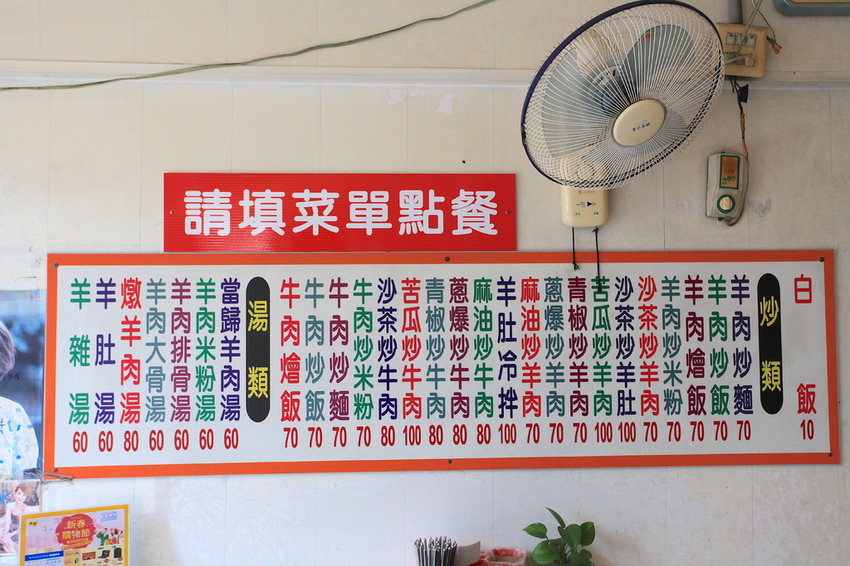 請填菜單點餐
白飯 10
炒類
羊肉炒麵 70
羊肉炒飯 70
羊肉燴飯 70
羊肉炒米粉 70
沙茶炒羊肉 70
沙茶炒羊肚 100
苦瓜炒羊肉 100
青椒炒羊肉 70
蔥爆炒羊肉 70
麻油炒羊肉 70
羊肚冷拌 100
麻油炒牛肉 80
蔥爆炒牛肉 80
青椒炒牛肉 80
苦瓜炒牛肉 100
沙茶炒牛肉 80
牛肉炒米粉 70
牛肉炒麵 70
牛肉炒飯 70
牛肉燴飯 70
湯類
當歸羊肉湯 60
羊肉米粉湯 60
羊肉排骨湯 60
羊肉大骨湯 60
燉羊肉湯 80
羊肚湯 60
羊雜湯 60
新春
購物節